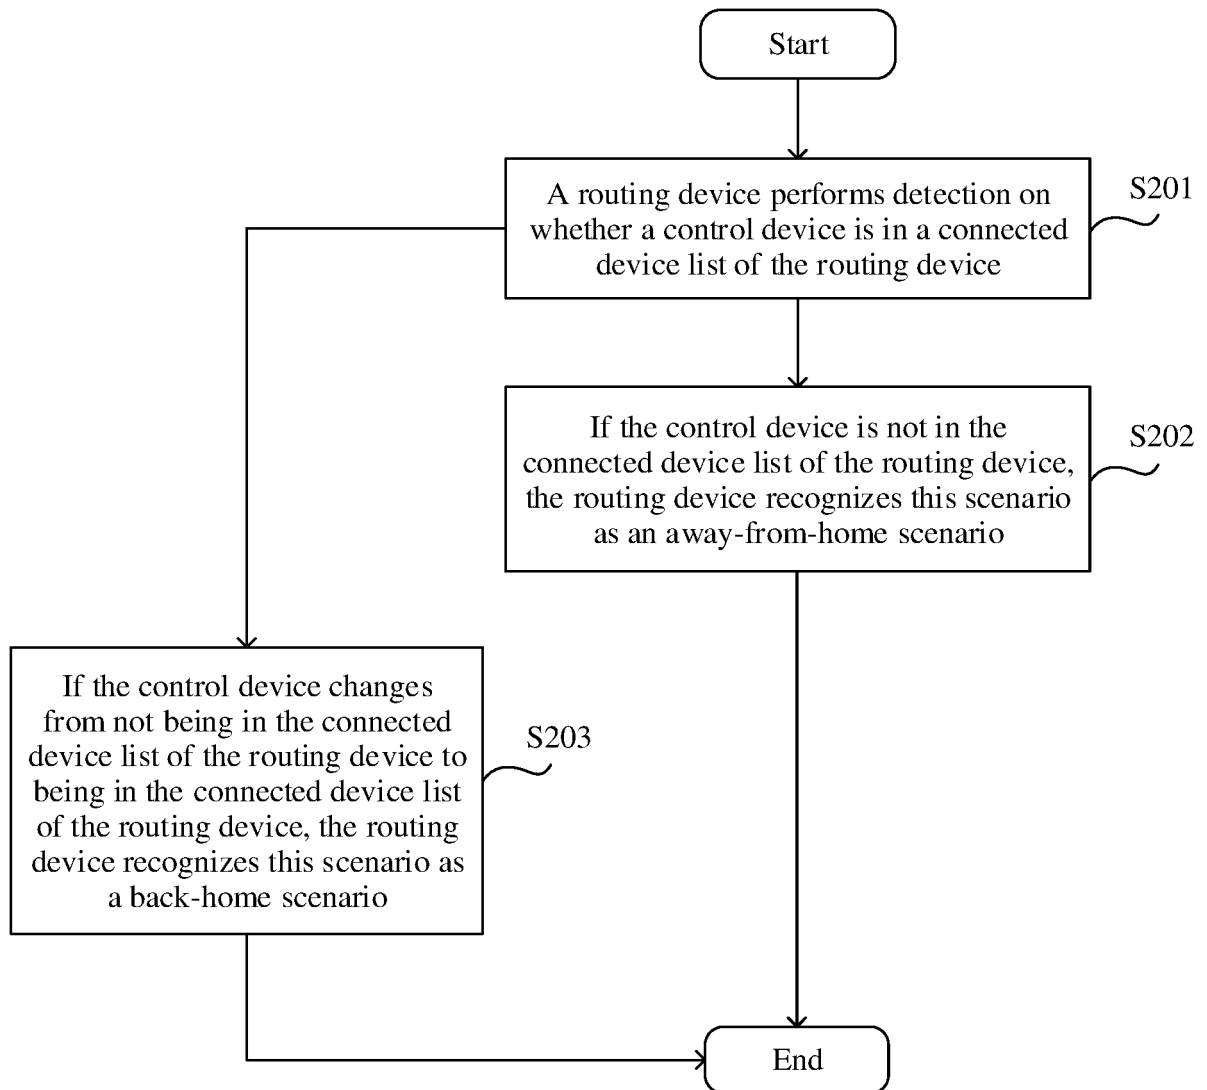 Start
A routing device performs detection on
whether a control device is in a connected
device list of the routing device
S201
If the control device is not in the
connected device list of the routing device,
the routing device recognizes this scenario
as an away-from-home scenario
S202
If the control device changes
from not being in the connected
device list of the routing device to
being in the connected device list
of the routing device, the routing
device recognizes this scenario as
a back-home scenario
S203
End